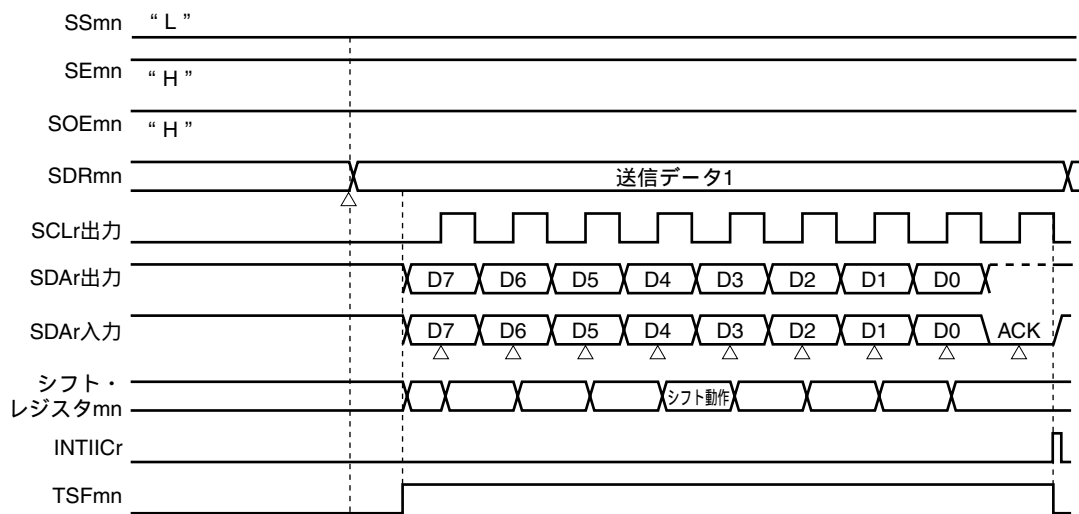 SSmn “ L ”
SEmn “ H ”
SOEmn “ H ”
SDRmn 送信データ1
SCLr出力
SDAr出力 D7 D6 D5 D4 D3 D2 D1 D0
SDAr入力 D7 D6 D5 D4 D3 D2 D1 D0 ACK
シフト・
レジスタmn シフト動作
INTIICr
TSFmn